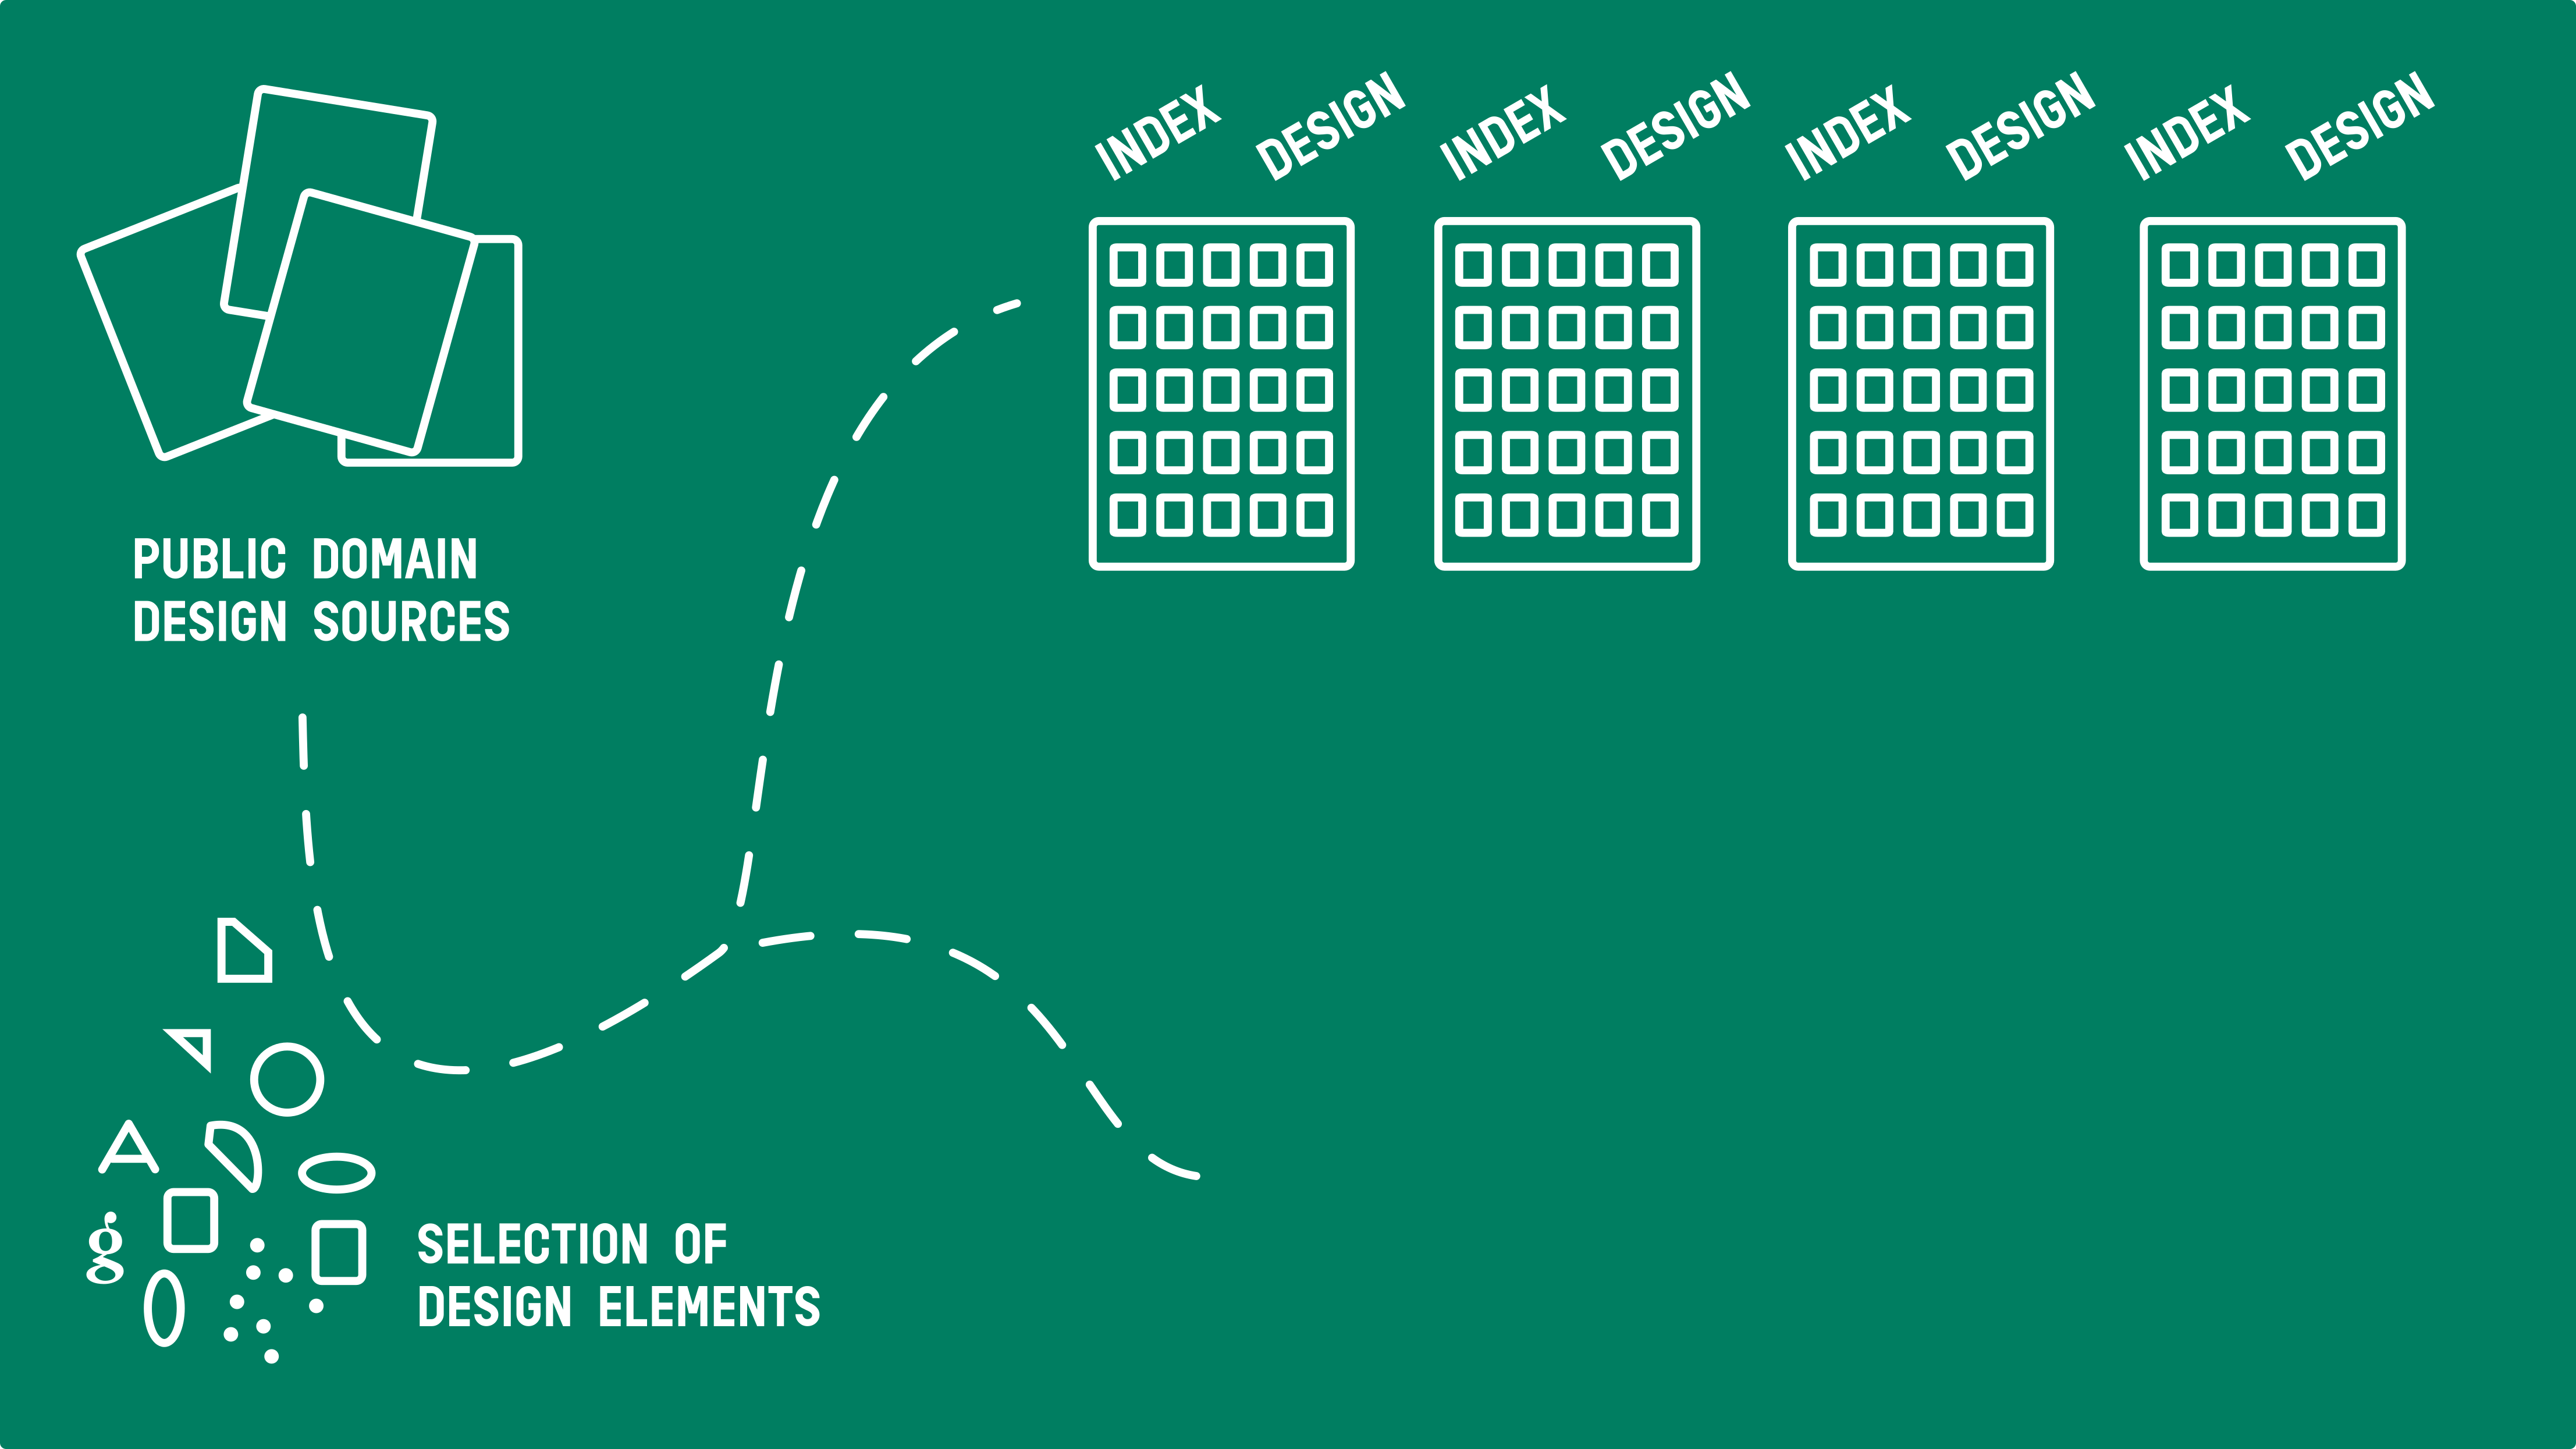 INDEX DESIGN INDEX DESIGN INDEX DESIGN INDEX DESIGN
PUBLIC DOMAIN
DESIGN SOURCES
A
g
SELECTION OF
DESIGN ELEMENTS